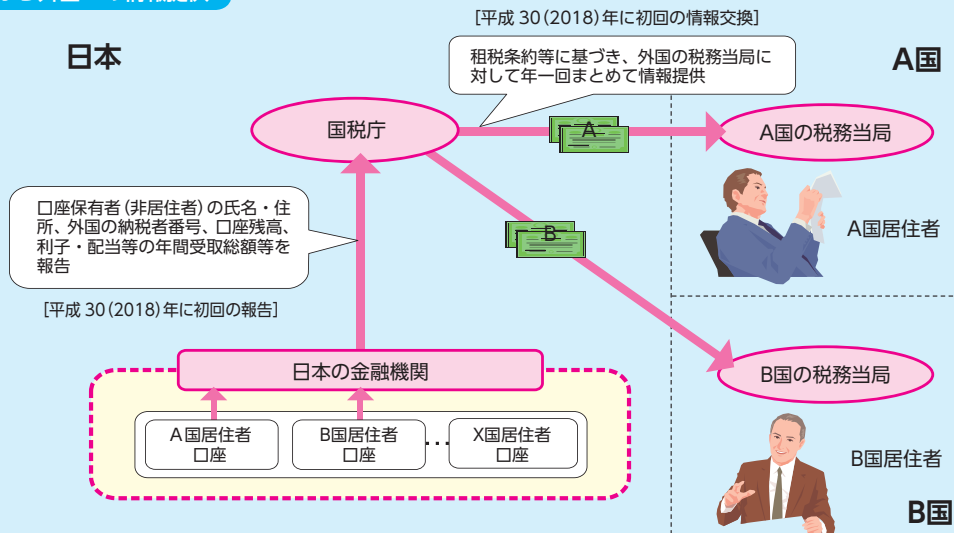 [平成 30(2018)年に初回の情報交換]
日本
租税条約等に基づき、外国の税務当局に
対して年一回まとめて情報提供
A国
国税庁
A
A国の税務当局
口座保有者(非居住者)の氏名・住
所、外国の納税者番号、口座残高、
利子・配当等の年間受取総額等を
報告
B
A国居住者
[平成 30(2018)年に初回の報告]
日本の金融機関
B国の税務当局
A国居住者
口座
B国居住者
口座
…
X国居住者
口座
B国居住者
B国